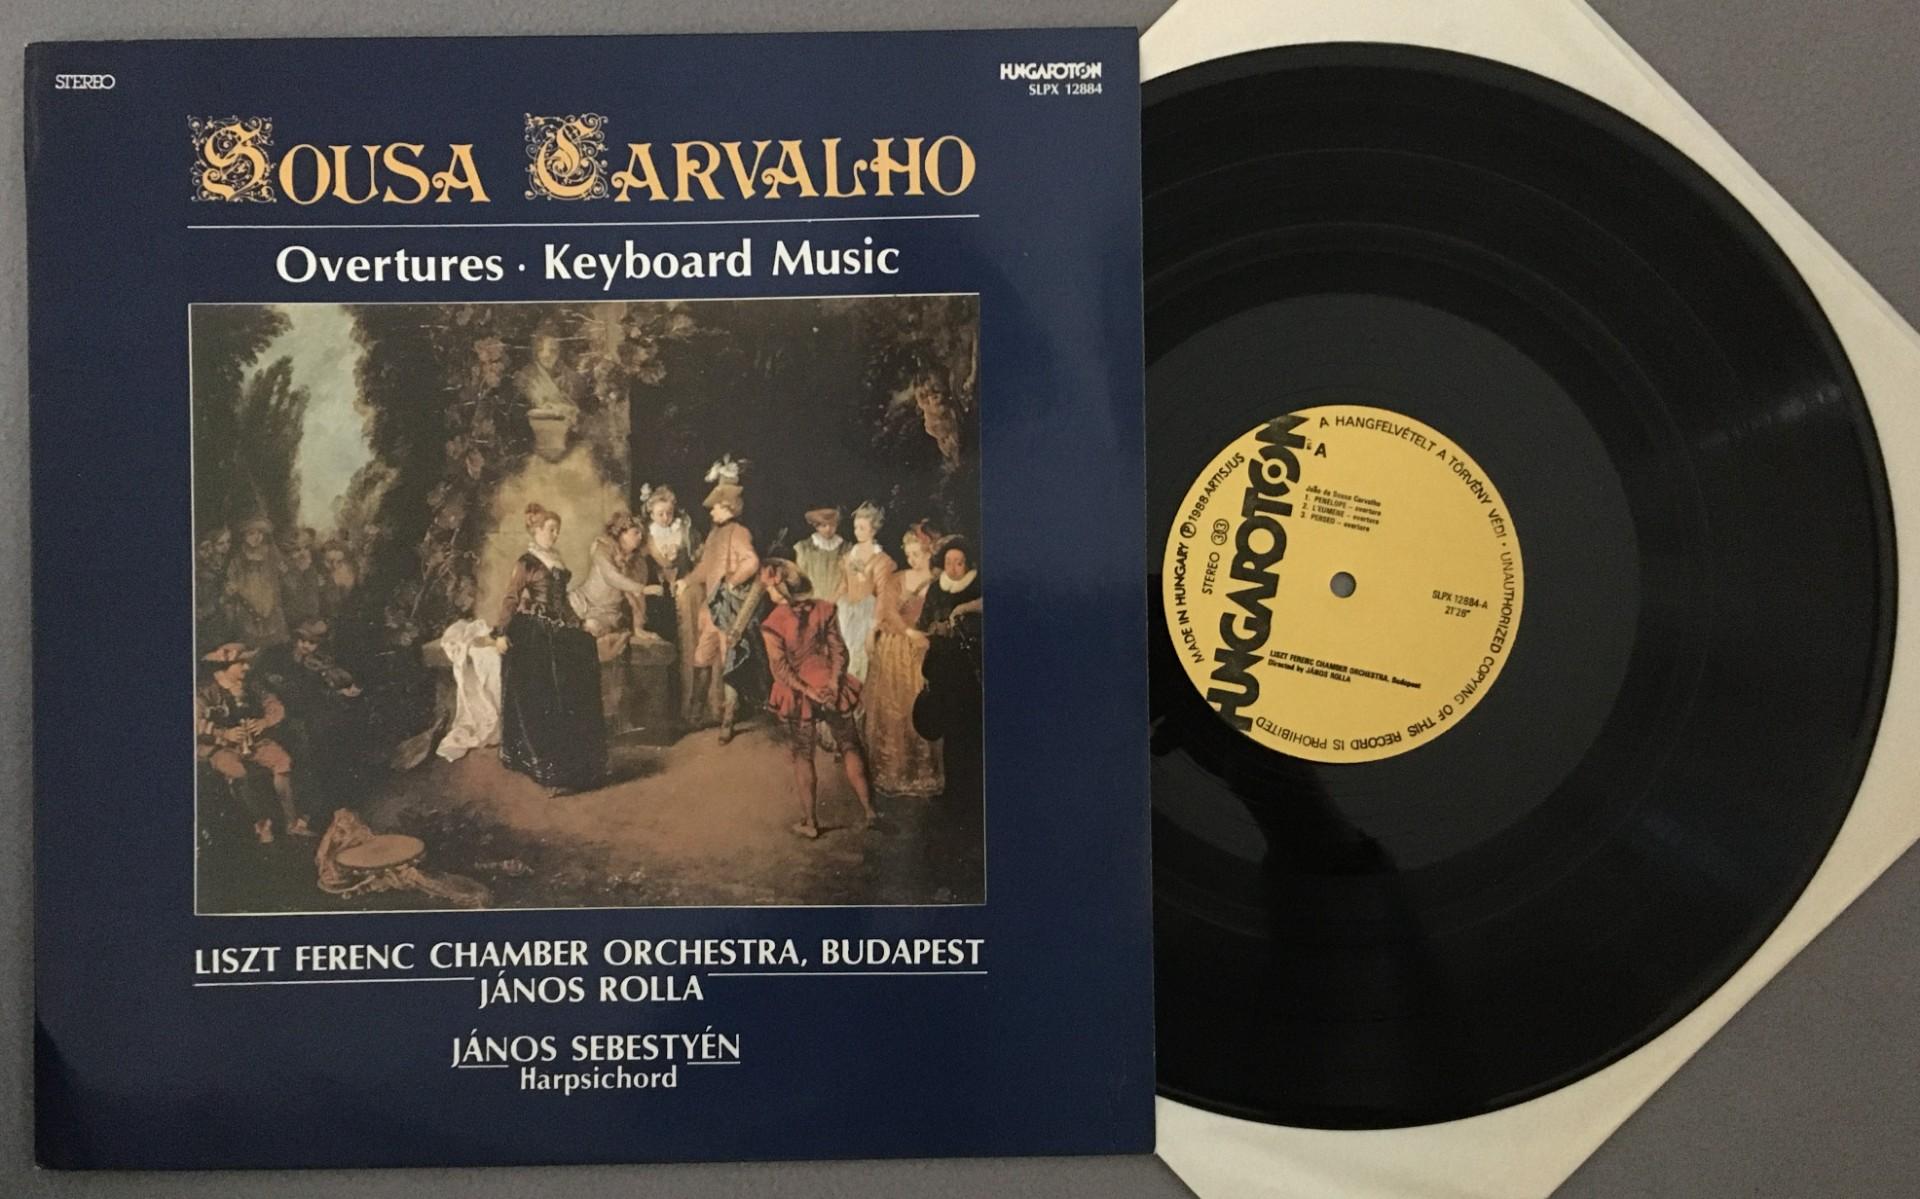 STEREO
HUNGAROTON
SLPX 12884
SOUSA CARVALHO
Overtures · Keyboard Music
LISZT FERENC CHAMBER ORCHESTRA, BUDAPEST
JÁNOS ROLLA
JÁNOS SEBESTYÉN
Harpsichord
MADE IN HUNGARY Ⓟ 1988 ARTISJUS
A HANGFELVÉTELT A TÖRVÉNY VÉDI · UNAUTHORIZED COPYING OF THIS RECORD IS PROHIBITED
HUNGAROTON
STEREO 33
A
João de Sousa Carvalho
1. PENELOPE – overture
2. L'EUMENE – overture
3. PERSEO – overture
SLPX 12884-A
21'26"
LISZT FERENC CHAMBER ORCHESTRA, Budapest
Directed by JÁNOS ROLLA